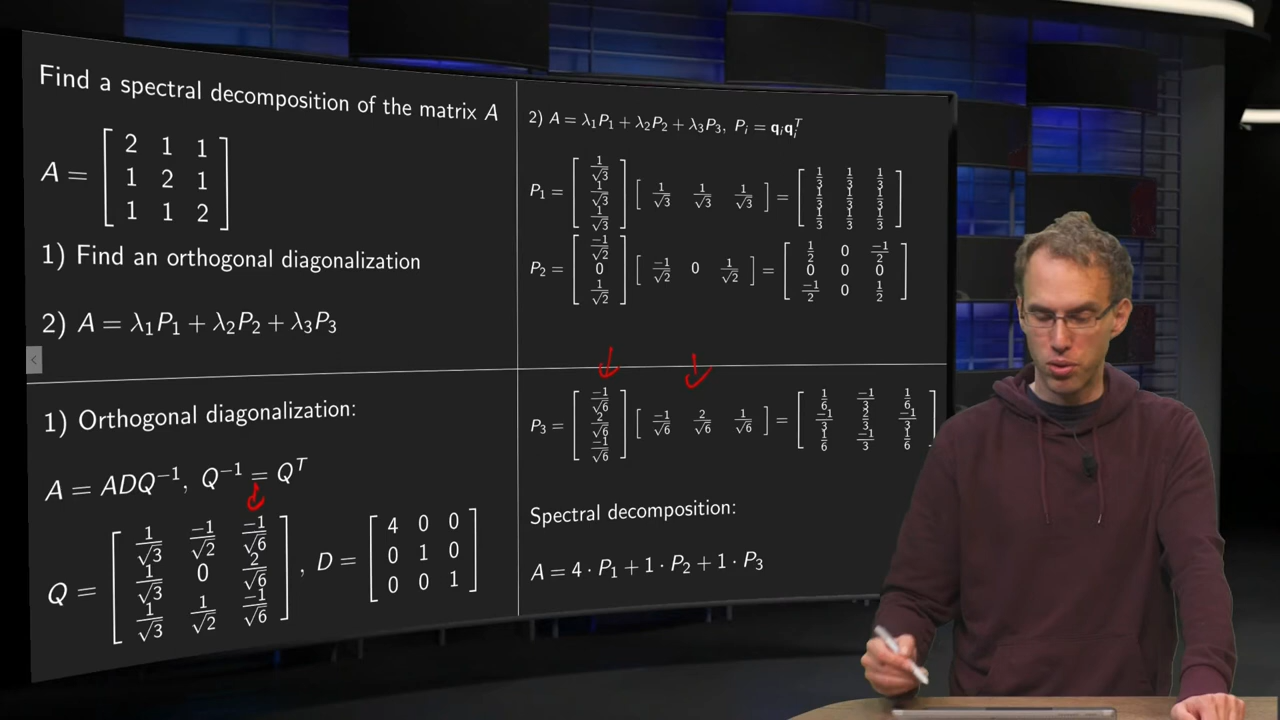 Find a spectral decomposition of the matrix A
A = [ 2 1 1
1 2 1
1 1 2 ]
1) Find an orthogonal diagonalization
2) A = λ₁P₁ + λ₂P₂ + λ₃P₃
1) Orthogonal diagonalization:
A = ADQ⁻¹, Q⁻¹ = Qᵀ
Q = [ 1/√3 -1/√2 -1/√6
1/√3 0 2/√6
1/√3 1/√2 -1/√6 ] , D = [ 4 0 0
0 1 0
0 0 1 ]
2) A = λ₁P₁ + λ₂P₂ + λ₃P₃, Pᵢ = qᵢqᵢᵀ
P₁ = [ 1/√3
1/√3
1/√3 ] [ 1/√3 1/√3 1/√3 ] = [ 1/3 1/3 1/3
1/3 1/3 1/3
1/3 1/3 1/3 ]
P₂ = [ -1/√2
0
1/√2 ] [ -1/√2 0 1/√2 ] = [ 1/2 0 -1/2
0 0 0
-1/2 0 1/2 ]
P₃ = [ -1/√6
2/√6
-1/√6 ] [ -1/√6 2/√6 1/√6 ] = [ 1/6 -1/3 1/6
-1/3 2/3 -1/3
1/6 -1/3 1/6 ]
Spectral decomposition:
A = 4 · P₁ + 1 · P₂ + 1 · P₃